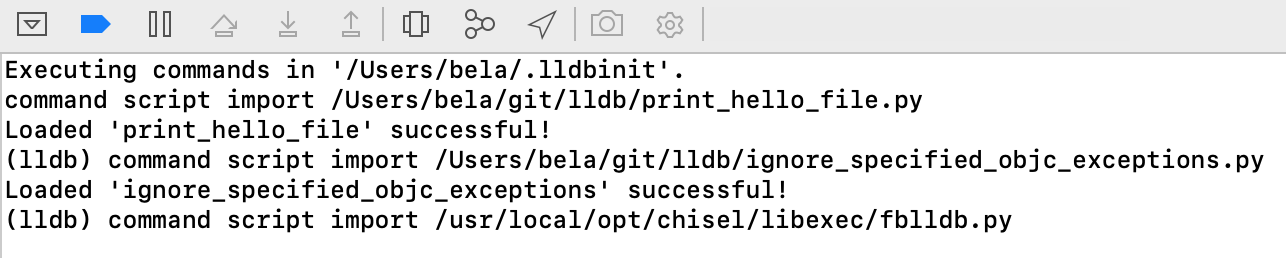 Executing commands in '/Users/bela/.lldbinit'.
command script import /Users/bela/git/lldb/print_hello_file.py
Loaded 'print_hello_file' successful!
(lldb) command script import /Users/bela/git/lldb/ignore_specified_objc_exceptions.py
Loaded 'ignore_specified_objc_exceptions' successful!
(lldb) command script import /usr/local/opt/chisel/libexec/fblldb.py